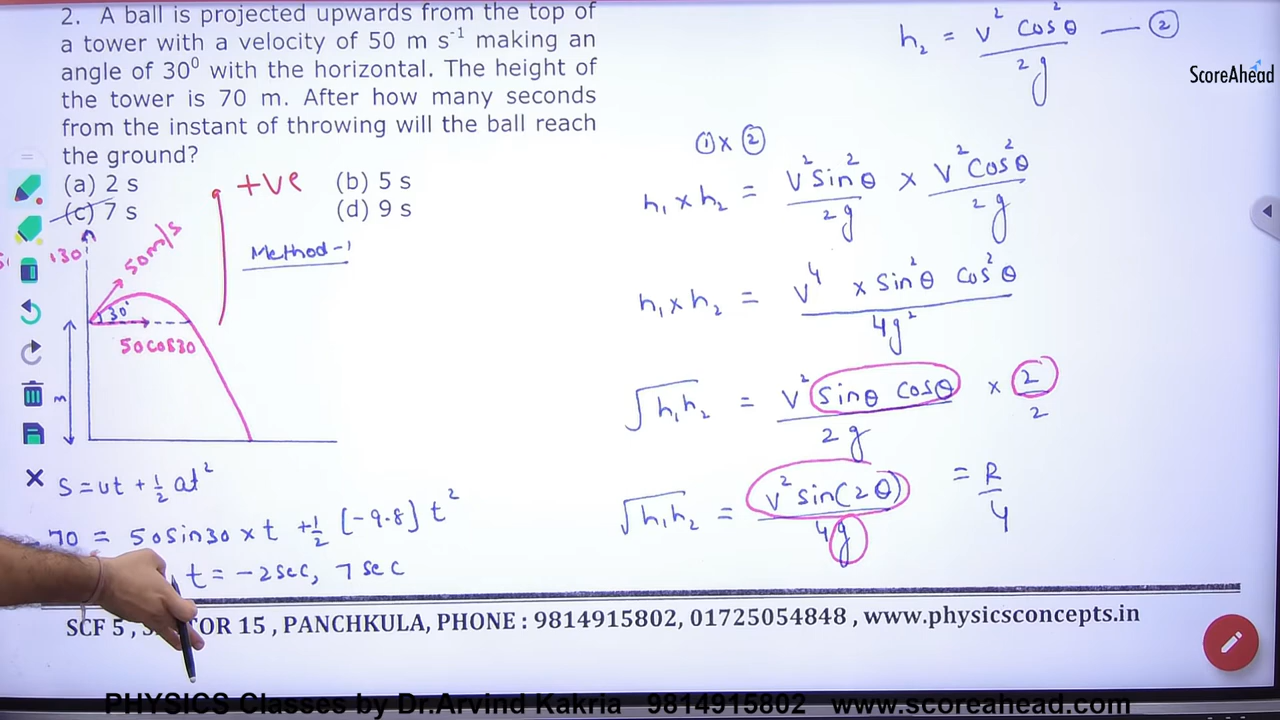 2. A ball is projected upwards from the top of
a tower with a velocity of 50 m s⁻¹ making an
angle of 30⁰ with the horizontal. The height of
the tower is 70 m. After how many seconds
from the instant of throwing will the ball reach
the ground?
(a) 2 s (b) 5 s
(c) 7 s (d) 9 s
+ve
Method-1
130
50m/s
30°
50cos30
m
S = ut + 1/2 at²
-70 = 50sin30 × t + 1/2 (-9.8) t²
t = -2sec, 7 sec
h₂ = v² cos²θ / 2g — ②
ScoreAhead
① × ②
h₁ × h₂ = v² sin²θ / 2g × v² cos²θ / 2g
h₁ × h₂ = v⁴ × sin²θ cos²θ / 4g²
√h₁h₂ = v² sinθ cosθ / 2g × 2/2
√h₁h₂ = v² sin(2θ) / 4g = R/4
SCF 5, 15, PANCHKULA, PHONE : 9814915802, 01725054848 , www.physicsconcepts.in
PHYSICS Classes by Dr.Arvind Kakria 9814915802 www.scoreahead.com